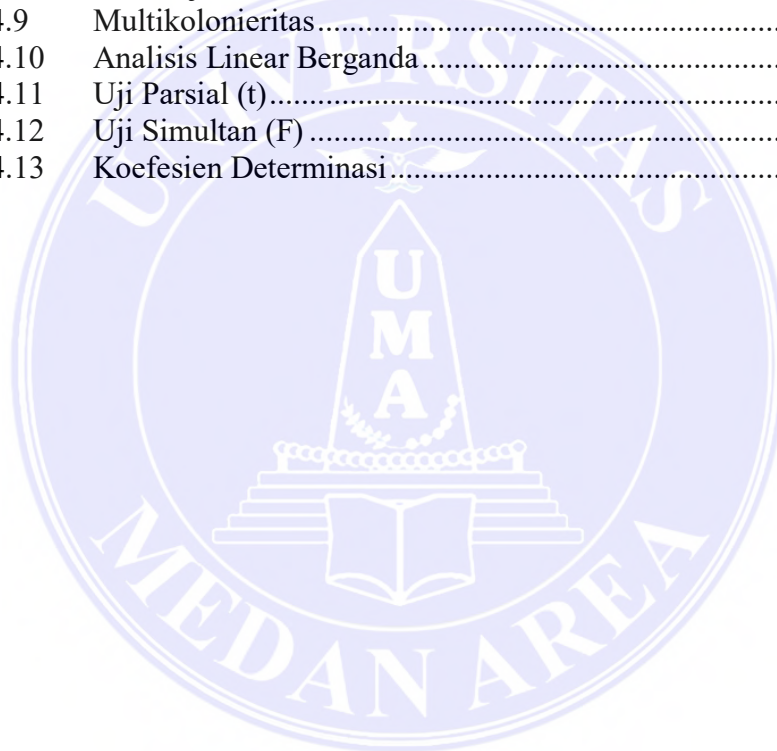 4.9 Multikolonieritas
4.10 Analisis Linear Berganda
4.11 Uji Parsial (t)
4.12 Uji Simultan (F)
4.13 Koefesien Determinasi
UNIVERSITAS
U
M
A
MEDAN AREA